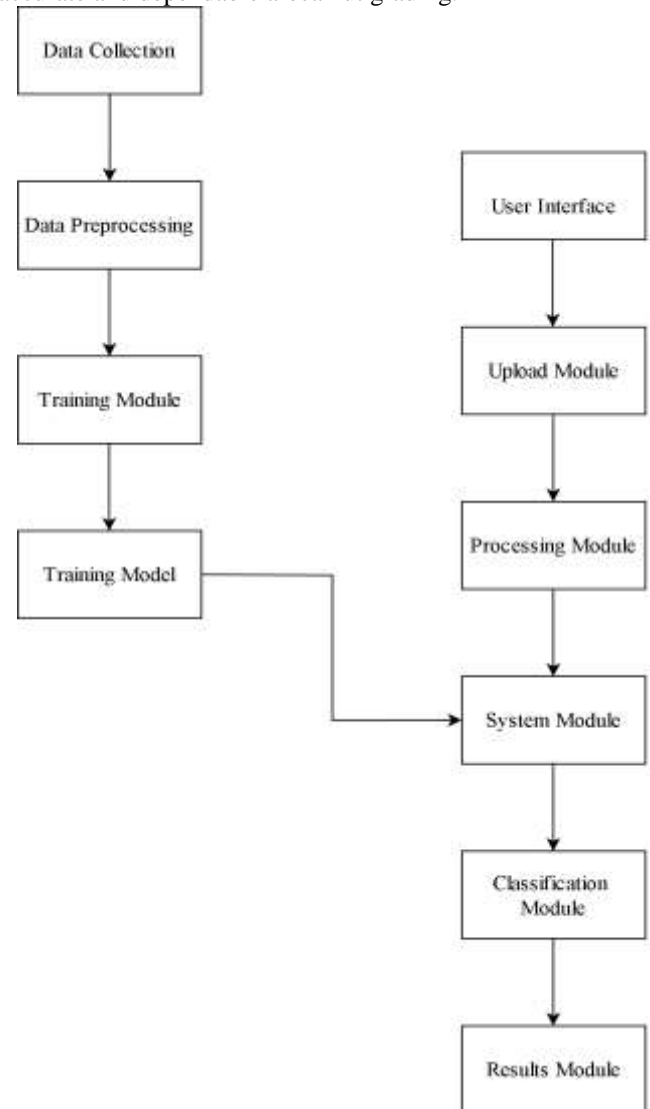 Data Collection
Data Preprocessing
Training Module
Training Model
User Interface
Upload Module
Processing Module
System Module
Classification
Module
Results Module